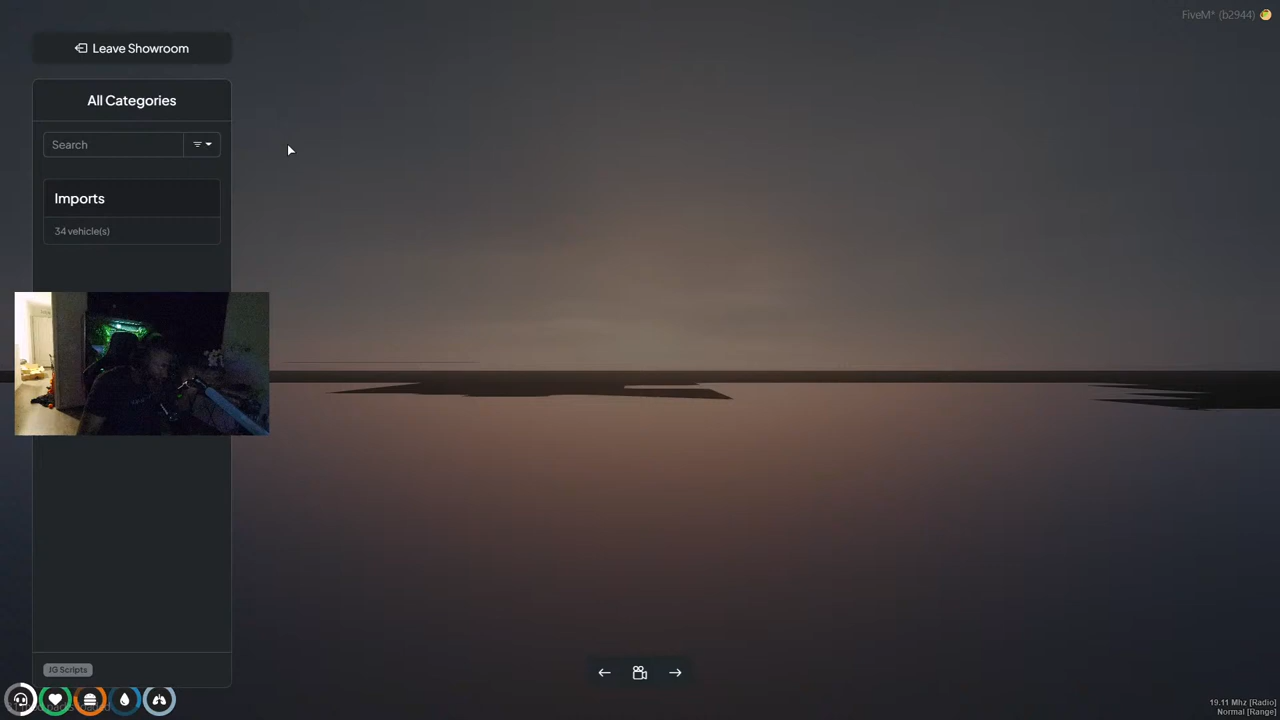 FiveM* (b2944)
Leave Showroom
All Categories
Search
Imports
34 vehicle(s)
JG Scripts
19.11 Mhz [Radio]
Normal [Range]